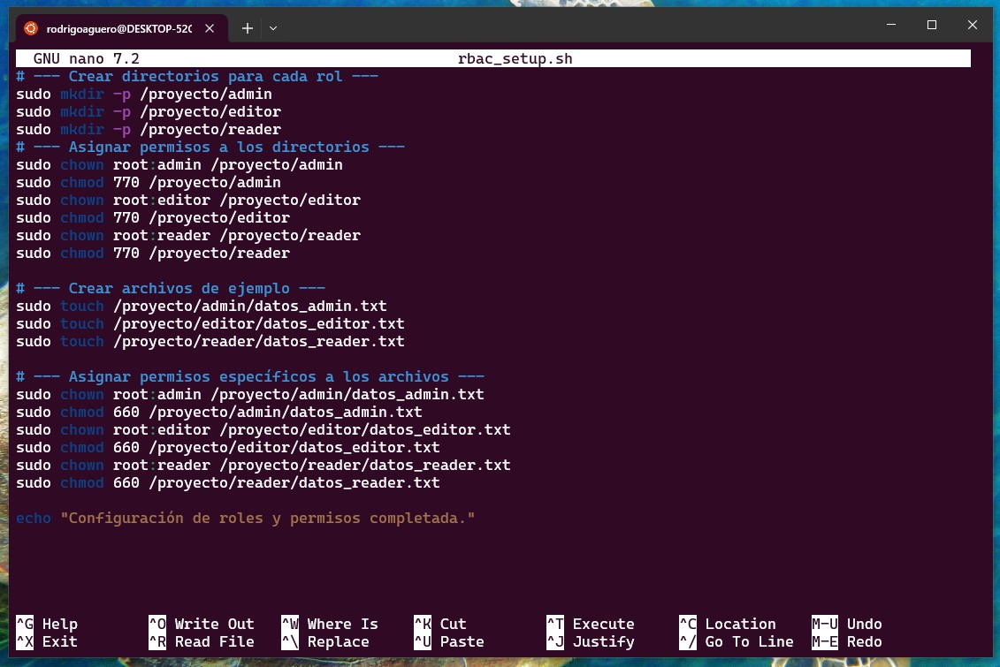 rodrigoaguero@DESKTOP-52C
GNU nano 7.2 rbac_setup.sh
# --- Crear directorios para cada rol ---
sudo mkdir -p /proyecto/admin
sudo mkdir -p /proyecto/editor
sudo mkdir -p /proyecto/reader
# --- Asignar permisos a los directorios ---
sudo chown root:admin /proyecto/admin
sudo chmod 770 /proyecto/admin
sudo chown root:editor /proyecto/editor
sudo chmod 770 /proyecto/editor
sudo chown root:reader /proyecto/reader
sudo chmod 770 /proyecto/reader
# --- Crear archivos de ejemplo ---
sudo touch /proyecto/admin/datos_admin.txt
sudo touch /proyecto/editor/datos_editor.txt
sudo touch /proyecto/reader/datos_reader.txt
# --- Asignar permisos específicos a los archivos ---
sudo chown root:admin /proyecto/admin/datos_admin.txt
sudo chmod 660 /proyecto/admin/datos_admin.txt
sudo chown root:editor /proyecto/editor/datos_editor.txt
sudo chmod 660 /proyecto/editor/datos_editor.txt
sudo chown root:reader /proyecto/reader/datos_reader.txt
sudo chmod 660 /proyecto/reader/datos_reader.txt
echo "Configuración de roles y permisos completada."
^G Help ^O Write Out ^W Where Is ^K Cut ^T Execute ^C Location M-U Undo
^X Exit ^R Read File ^\ Replace ^U Paste ^J Justify ^/ Go To Line M-E Redo